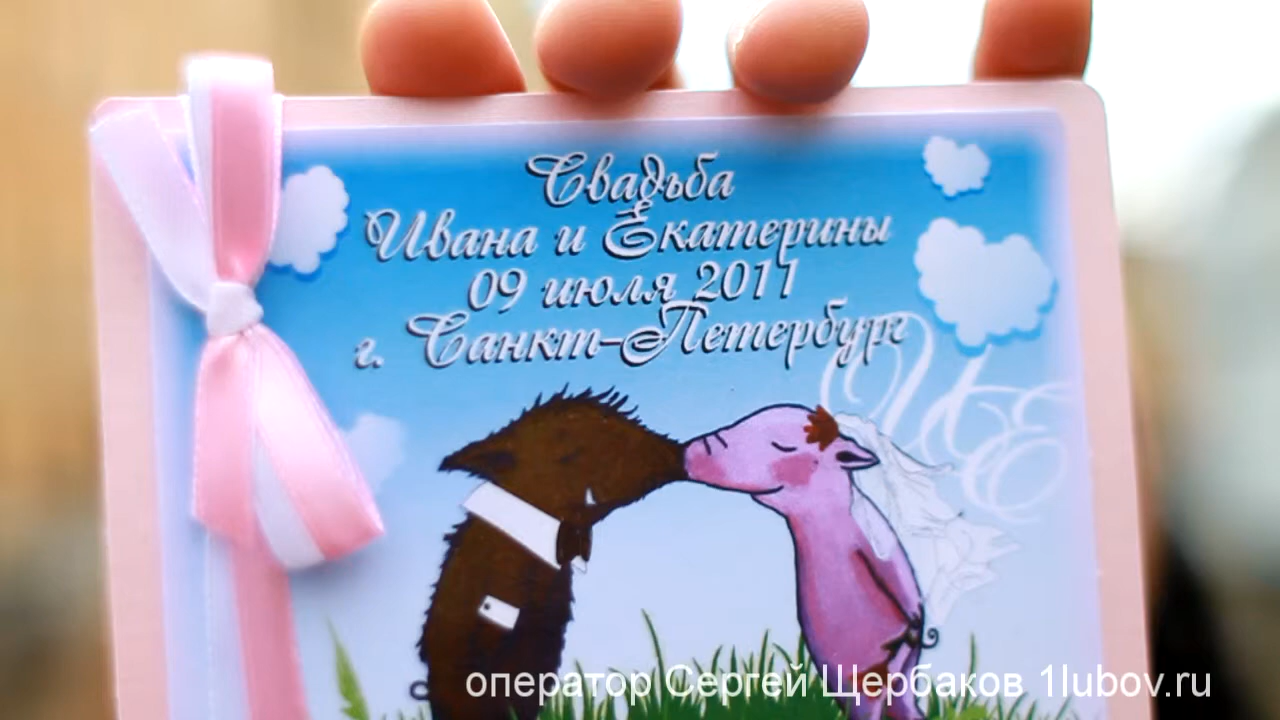 Свадьба
Ивана и Екатерины
09 июля 2011
г. Санкт-Петербург
И Е
оператор Сергей Щербаков 1lubov.ru